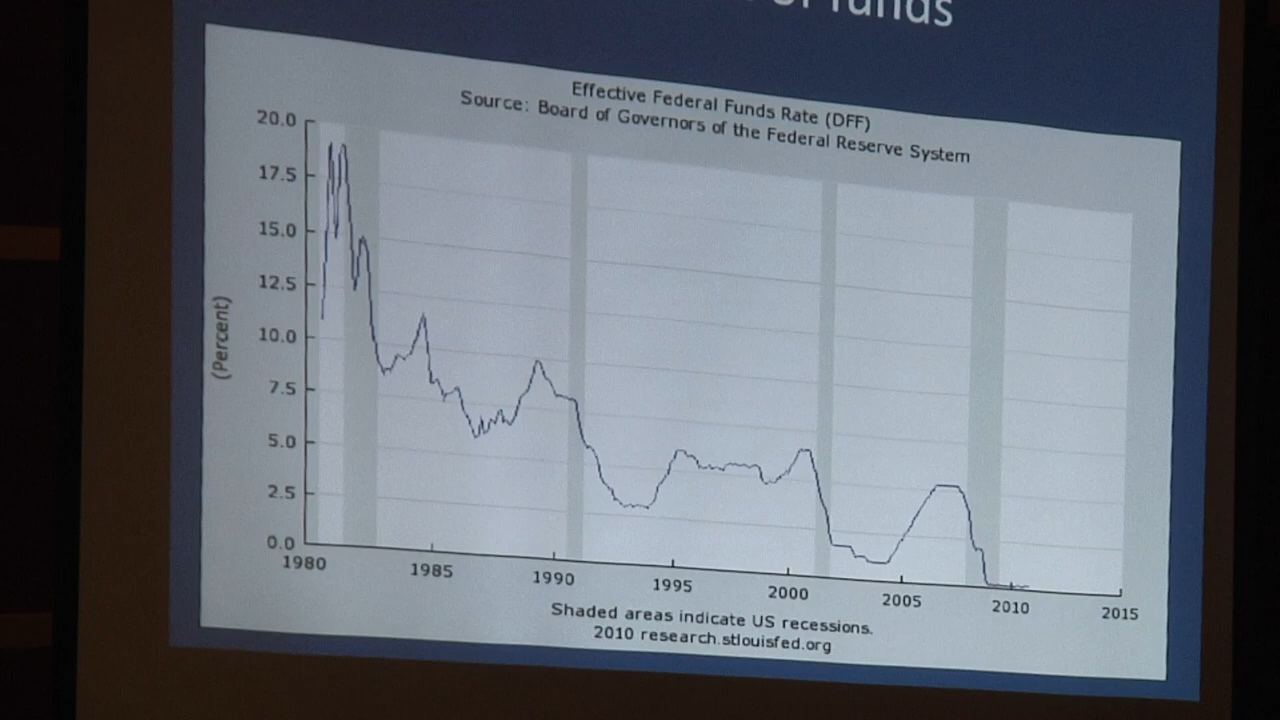 funds
Effective Federal Funds Rate (DFF)
Source: Board of Governors of the Federal Reserve System
20.0
17.5
15.0
12.5
10.0
7.5
5.0
2.5
0.0
(Percent)
1980 1985 1990 1995 2000 2005 2010 2015
Shaded areas indicate US recessions.
2010 research.stlouisfed.org